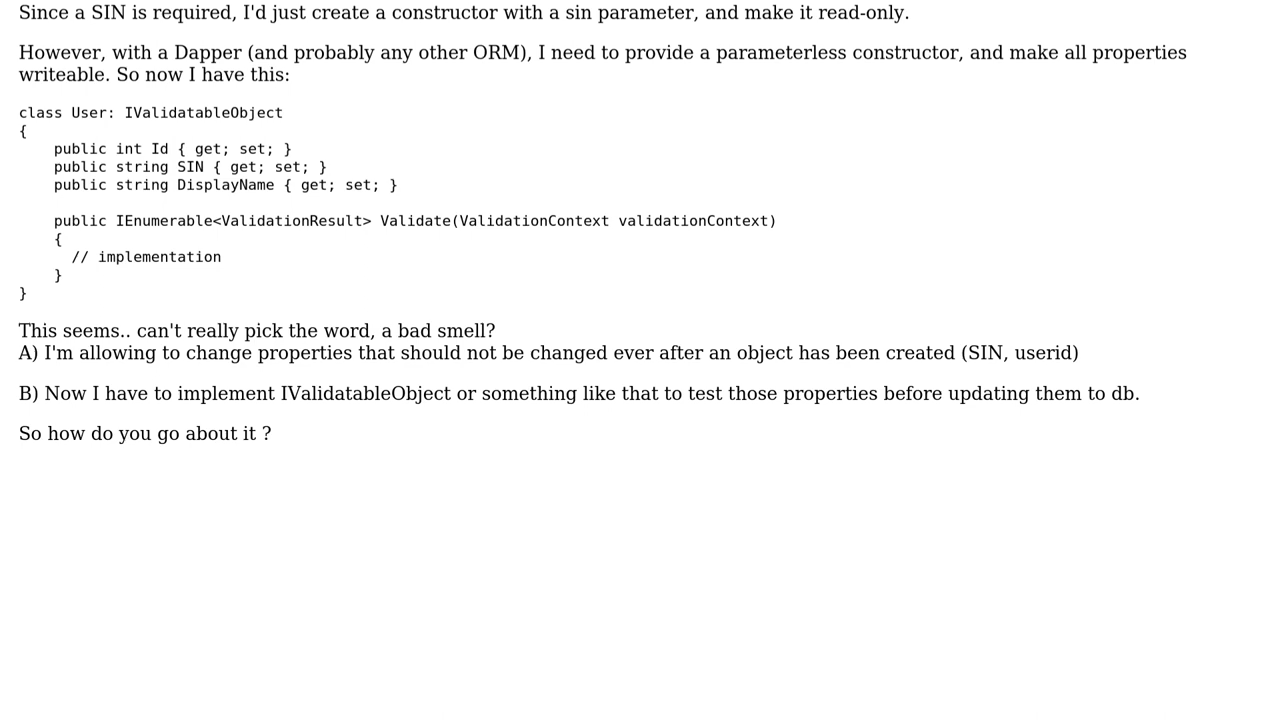 Since a SIN is required, I'd just create a constructor with a sin parameter, and make it read-only.
However, with a Dapper (and probably any other ORM), I need to provide a parameterless constructor, and make all properties
writeable. So now I have this:
class User: IValidatableObject
{
    public int Id { get; set; }
    public string SIN { get; set; }
    public string DisplayName { get; set; }
    public IEnumerable<ValidationResult> Validate(ValidationContext validationContext)
    {
      // implementation
    }
}
This seems.. can't really pick the word, a bad smell?
A) I'm allowing to change properties that should not be changed ever after an object has been created (SIN, userid)
B) Now I have to implement IValidatableObject or something like that to test those properties before updating them to db.
So how do you go about it ?